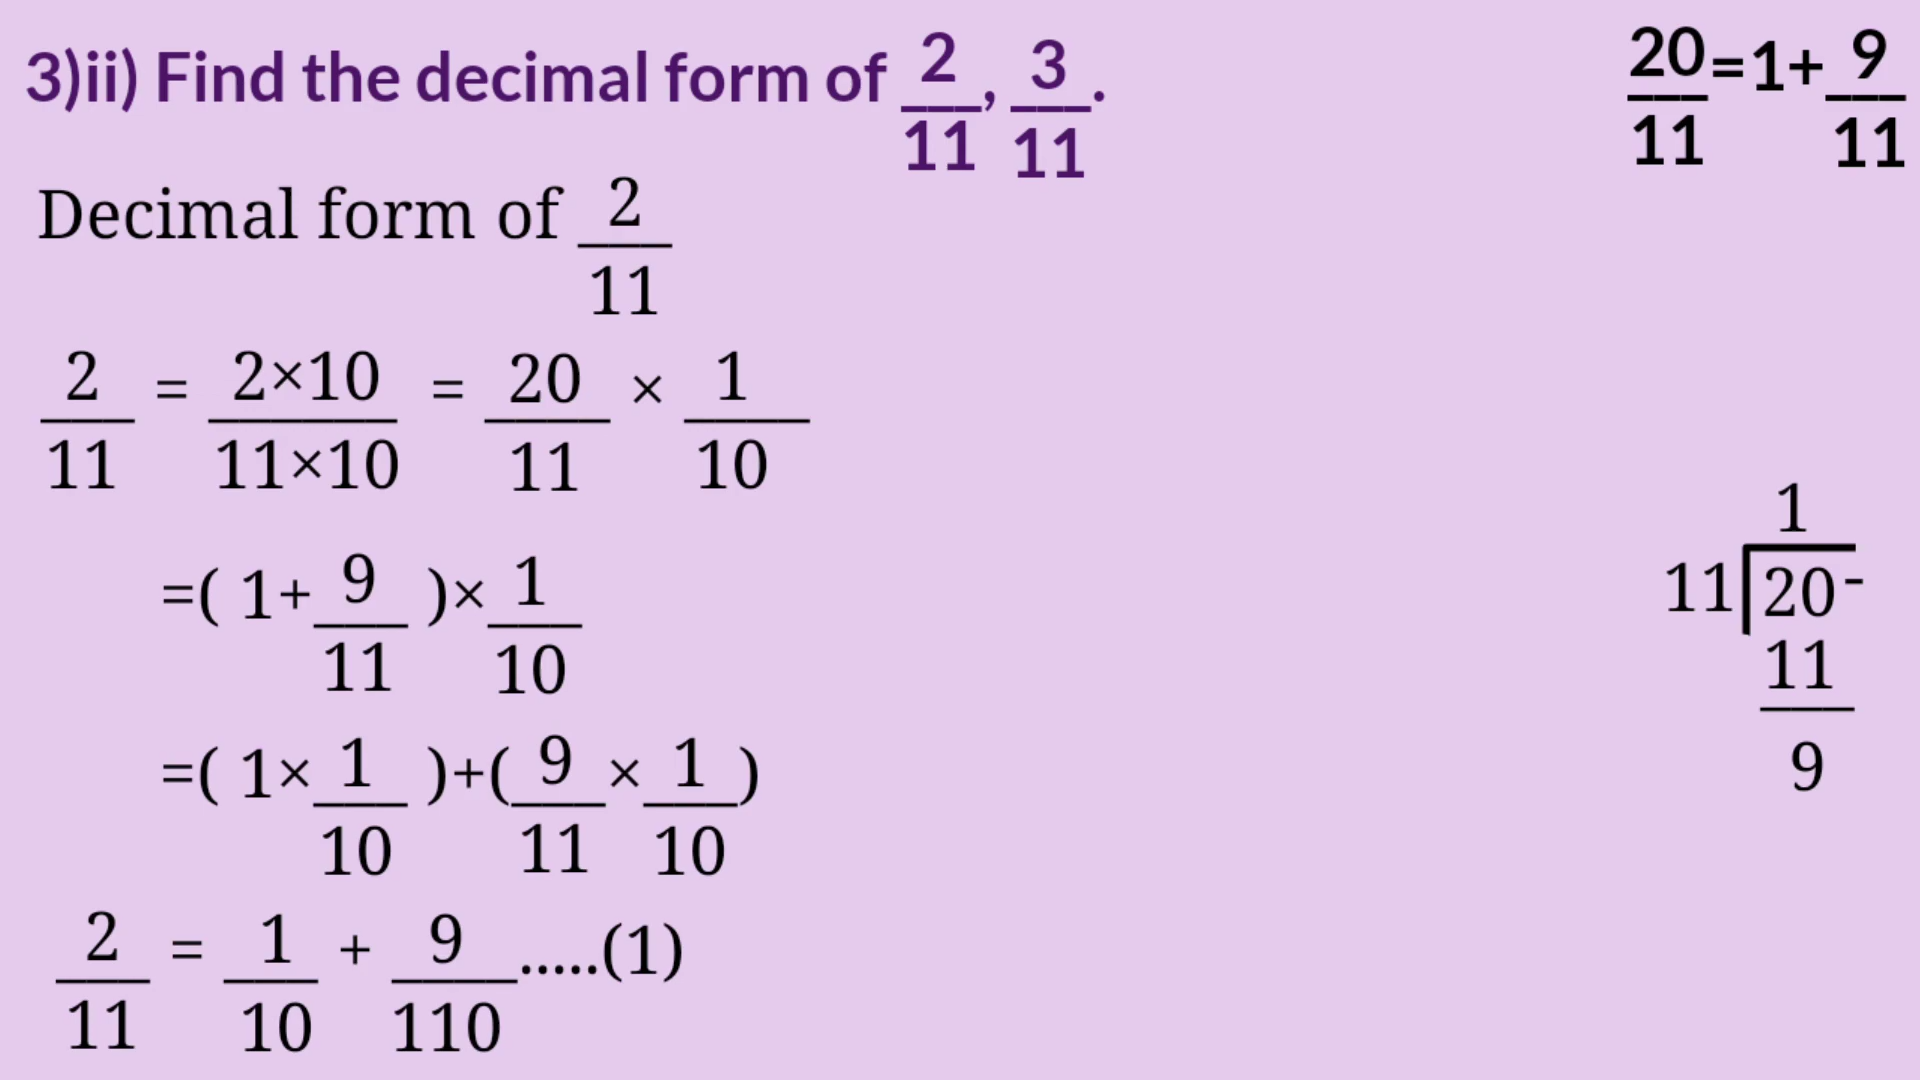 3)ii) Find the decimal form of 2/11, 3/11.
20/11=1+9/11
Decimal form of 2/11
2/11 = 2×10/11×10 = 20/11 × 1/10
=( 1+9/11 )×1/10
=( 1×1/10 )+(9/11×1/10)
2/11 = 1/10 + 9/110.....(1)
1
11 20 -
11
9